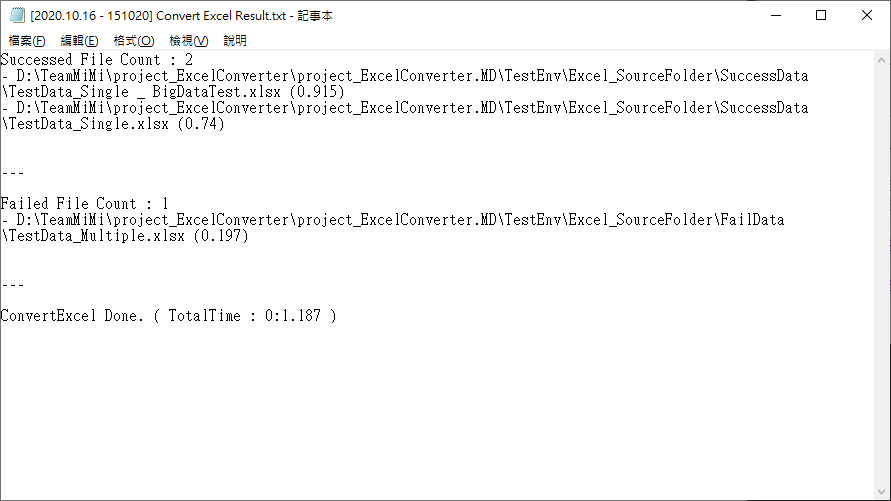 [2020.10.16 - 151020] Convert Excel Result.txt - 記事本
檔案(F) 編輯(E) 格式(O) 檢視(V) 說明
Successed File Count : 2
- D:\TeamMiMi\project_ExcelConverter\project_ExcelConverter.MD\TestEnv\Excel_SourceFolder\SuccessData
\TestData_Single _ BigDataTest.xlsx (0.915)
- D:\TeamMiMi\project_ExcelConverter\project_ExcelConverter.MD\TestEnv\Excel_SourceFolder\SuccessData
\TestData_Single.xlsx (0.74)
---
Failed File Count : 1
- D:\TeamMiMi\project_ExcelConverter\project_ExcelConverter.MD\TestEnv\Excel_SourceFolder\FailData
\TestData_Multiple.xlsx (0.197)
---
ConvertExcel Done. ( TotalTime : 0:1.187 )